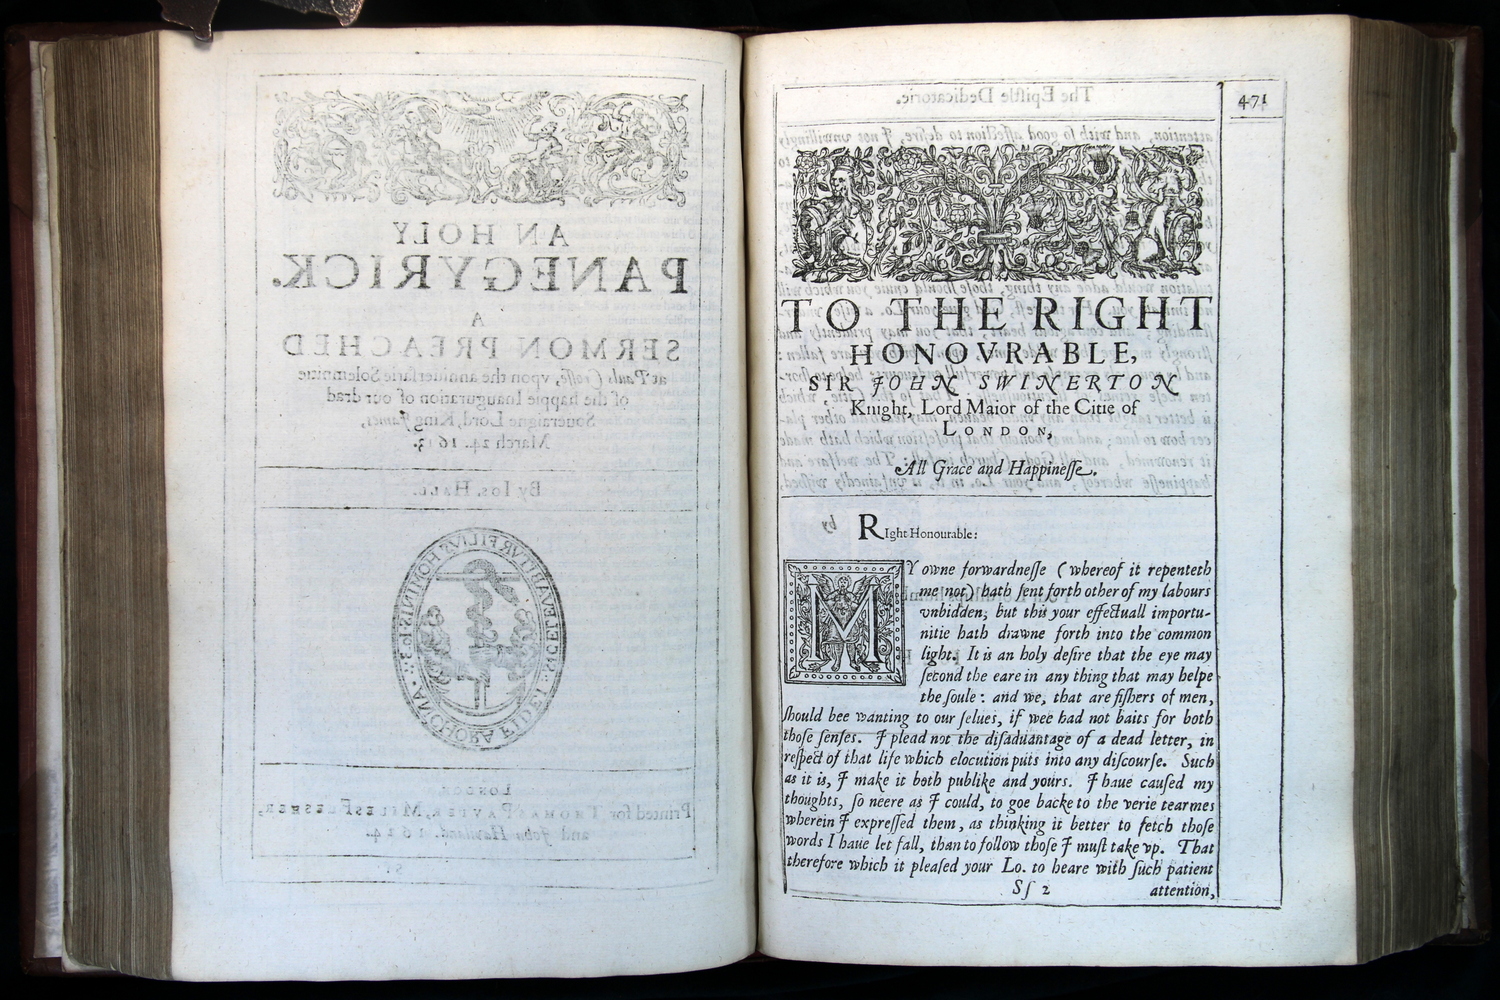 AN HOLY
PANEGYRICK.
A
SERMON PREACHED
at Pauls Croſſe, vpon the anniuerſarie Solemnitie
of the happie Inauguration of our drad
Soueraigne Lord, King James,
March 24. 1613.
By Ios. Hall.
ANCHORA FIDEI
LONDON
Printed for THOMAS PAVIER, MILES FLESHER,
and John Haviland. 1624
The Epiſtle Dedicatorie.
471
TO THE RIGHT
HONOVRABLE,
SIR JOHN SWINERTON
Knight, Lord Maior of the Citie of
LONDON,
All Grace and Happineſſe.
RIght Honourable:
MY owne forwardneſſe (whereof it repenteth
me not) hath ſent forth other of my labours
vnbidden; but this your effectuall importu-
nitie hath drawne forth into the common
light. It is an holy deſire that the eye may
ſecond the eare in any thing that may helpe
the ſoule: and we, that are fiſhers of men,
ſhould bee wanting to our ſelues, if wee had not baits for both
thoſe ſenſes. I plead not the diſaduantage of a dead letter, in
reſpect of that life which elocution puts into any diſcourſe. Such
as it is, I make it both publike and yours. I haue cauſed my
thoughts, ſo neere as I could, to goe backe to the verie tearmes
wherein I expreſſed them, as thinking it better to fetch thoſe
words I haue let fall, than to follow thoſe I muſt take vp. That
therefore which it pleaſed your Lo. to heare with ſuch patient
Sſ 2 attention,